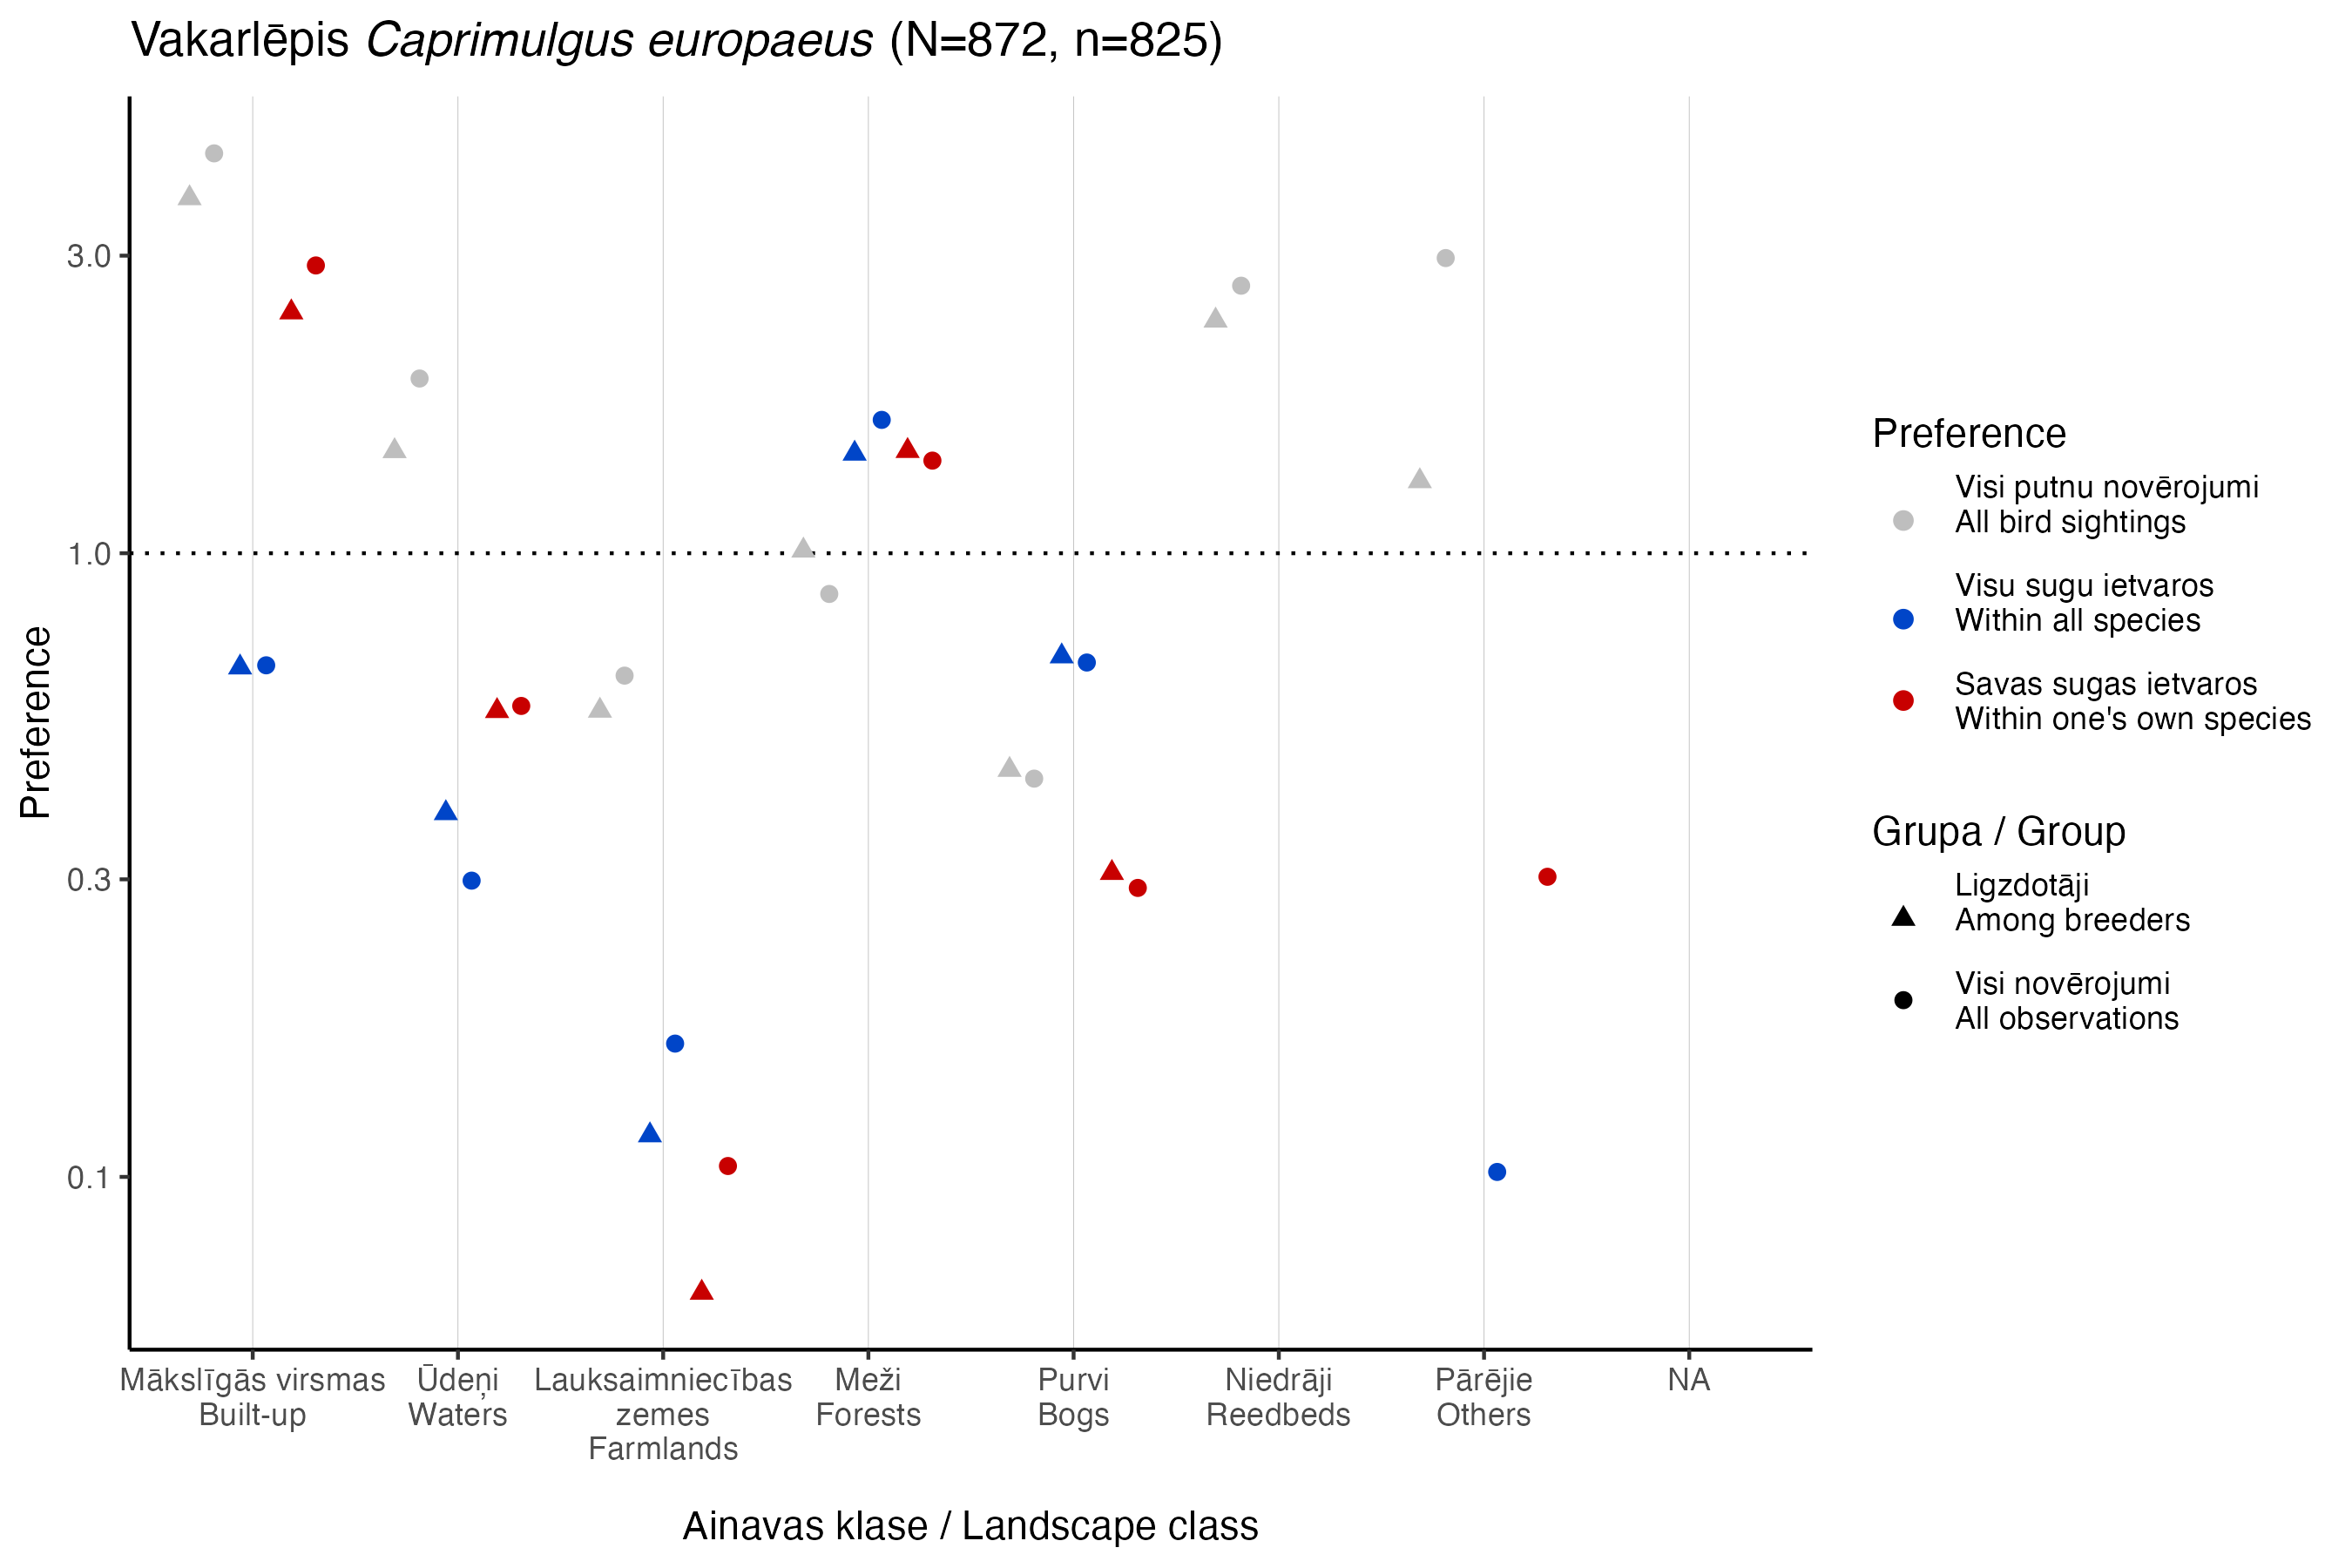 Vakarlēpis Caprimulgus europaeus (N=872, n=825)
Preference
3.0
1.0
0.3
0.1
Mākslīgās virsmas
Built-up
Ūdeņi
Waters
Lauksaimniecības
zemes
Farmlands
Meži
Forests
Purvi
Bogs
Niedrāji
Reedbeds
Pārējie
Others
NA
Ainavas klase / Landscape class
Preference
Visi putnu novērojumi
All bird sightings
Visu sugu ietvaros
Within all species
Savas sugas ietvaros
Within one's own species
Grupa / Group
Ligzdotāji
Among breeders
Visi novērojumi
All observations